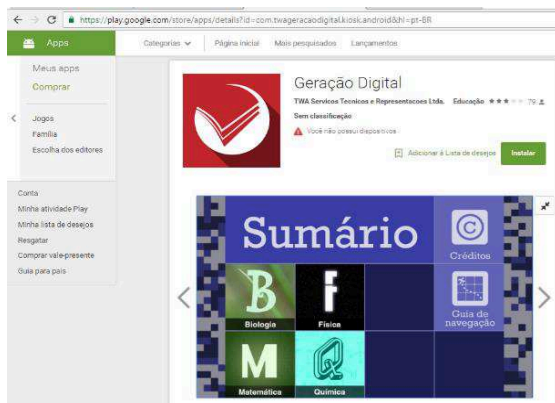 https://play.google.com/store/apps/details?id=com.twageracaodigital.kiosk.android&hl=pt-BR
Apps
Categorias
Página inicial
Mais pesquisados
Lançamentos
Meus apps
Comprar
Jogos
Família
Escolha dos editores
Conta
Minha atividade Play
Minha lista de desejos
Resgatar
Comprar vale-presente
Guia para pais
Geração Digital
TWA Servicos Tecnicos e Representacoes Ltda. Educação 79
Sem classificação
Você não possui dispositivos
Adicionar à Lista de desejos
Instalar
Sumário
Créditos
B
Biologia
F
Física
Guia de
navegação
M
Matemática
Q
Química